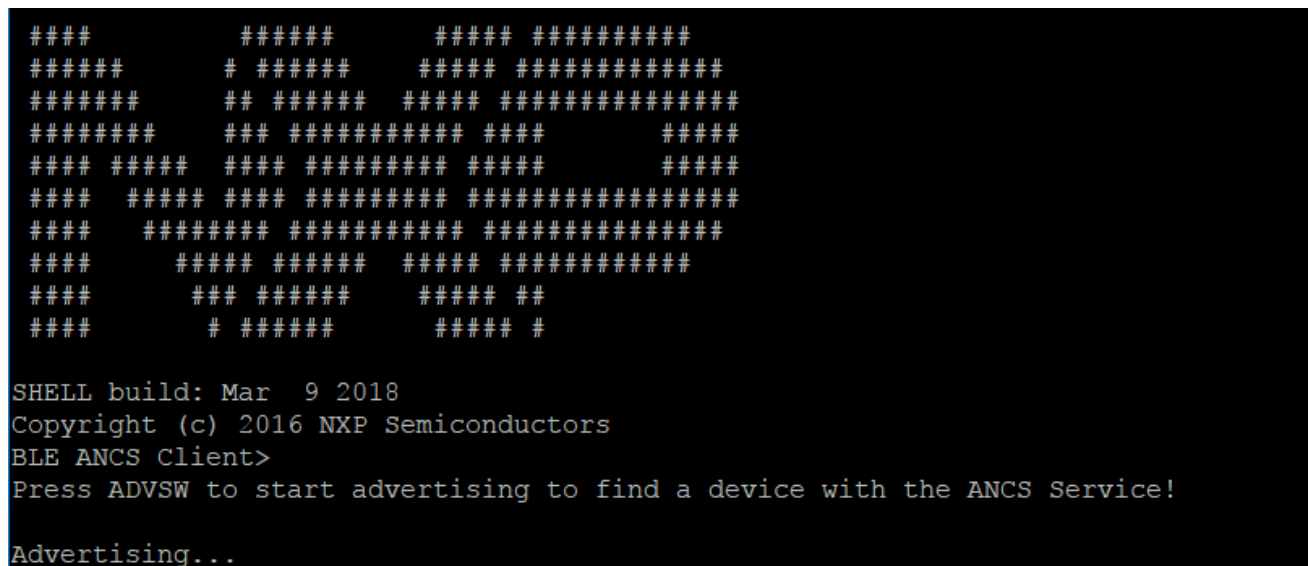 ####         ######      ##### ##########
######      # ######    ##### #############
#######     ## ######  ##### ###############
########    ### ########### ####       #####
#### #####  #### ######### #####       #####
####  ##### #### ######### #################
####   ######## ########### ###############
####     ##### ######  ##### ############
####      ### ######    ##### ##
####       # ######      ##### #
SHELL build: Mar  9 2018
Copyright (c) 2016 NXP Semiconductors
BLE ANCS Client>
Press ADVSW to start advertising to find a device with the ANCS Service!
Advertising...